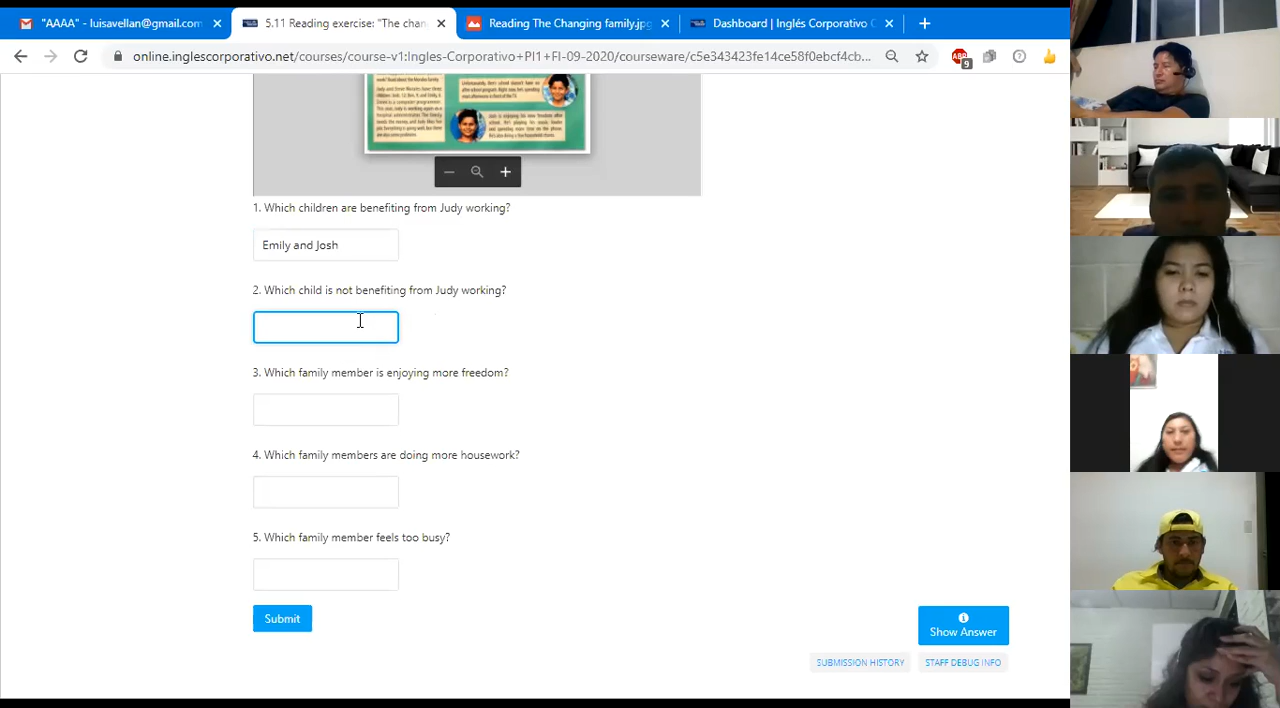 "AAAA" - luisavellan@gmail.com
5.11 Reading exercise: "The chan
Reading The Changing family.jpg
Dashboard | Inglés Corporativo C
online.inglescorporativo.net/courses/course-v1:Ingles-Corporativo+PI1+FI-09-2020/courseware/c5e343423fe14ce58f0ebcf4cb...
ABP
9
1. Which children are benefiting from Judy working?
Emily and Josh
2. Which child is not benefiting from Judy working?
3. Which family member is enjoying more freedom?
4. Which family members are doing more housework?
5. Which family member feels too busy?
Submit
Show Answer
SUBMISSION HISTORY
STAFF DEBUG INFO